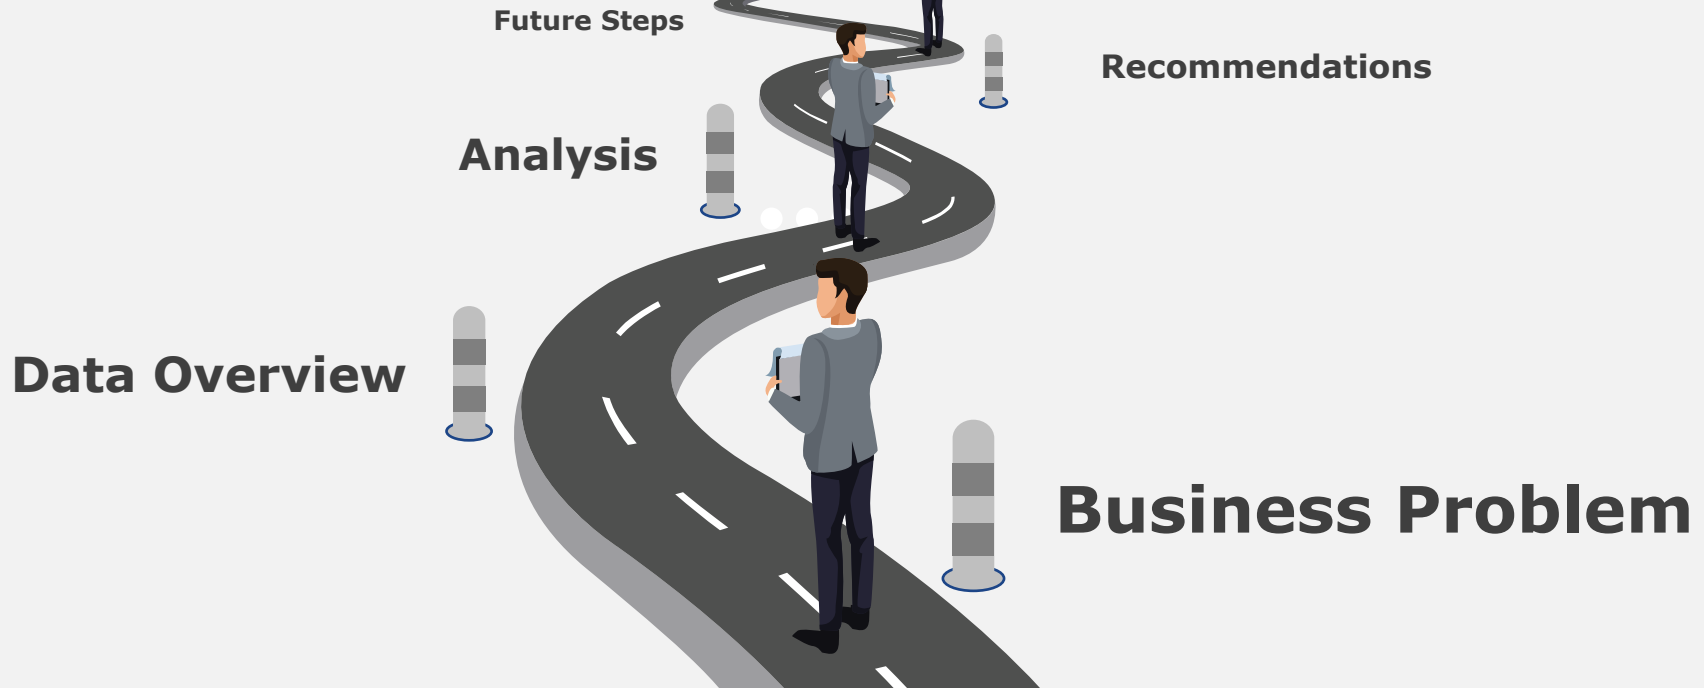 Future Steps
Recommendations
Analysis
Data Overview
Business Problem